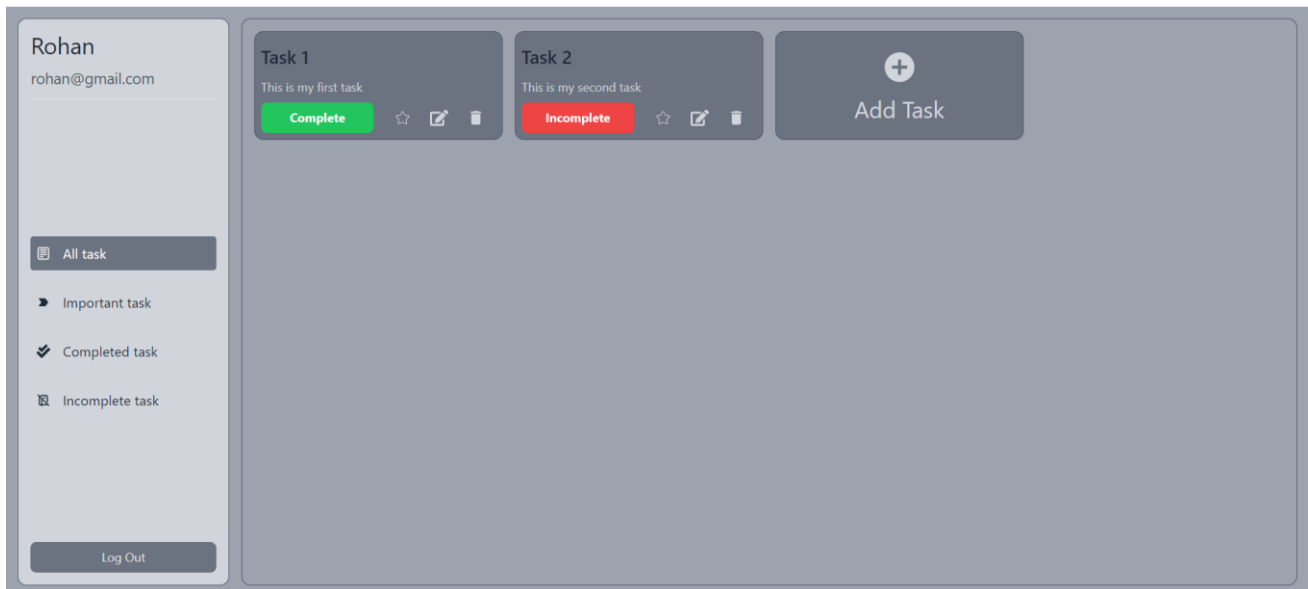 Rohan
rohan@gmail.com
All task
Important task
Completed task
Incomplete task
Log Out
Task 1
This is my first task
Complete
Task 2
This is my second task
Incomplete
Add Task